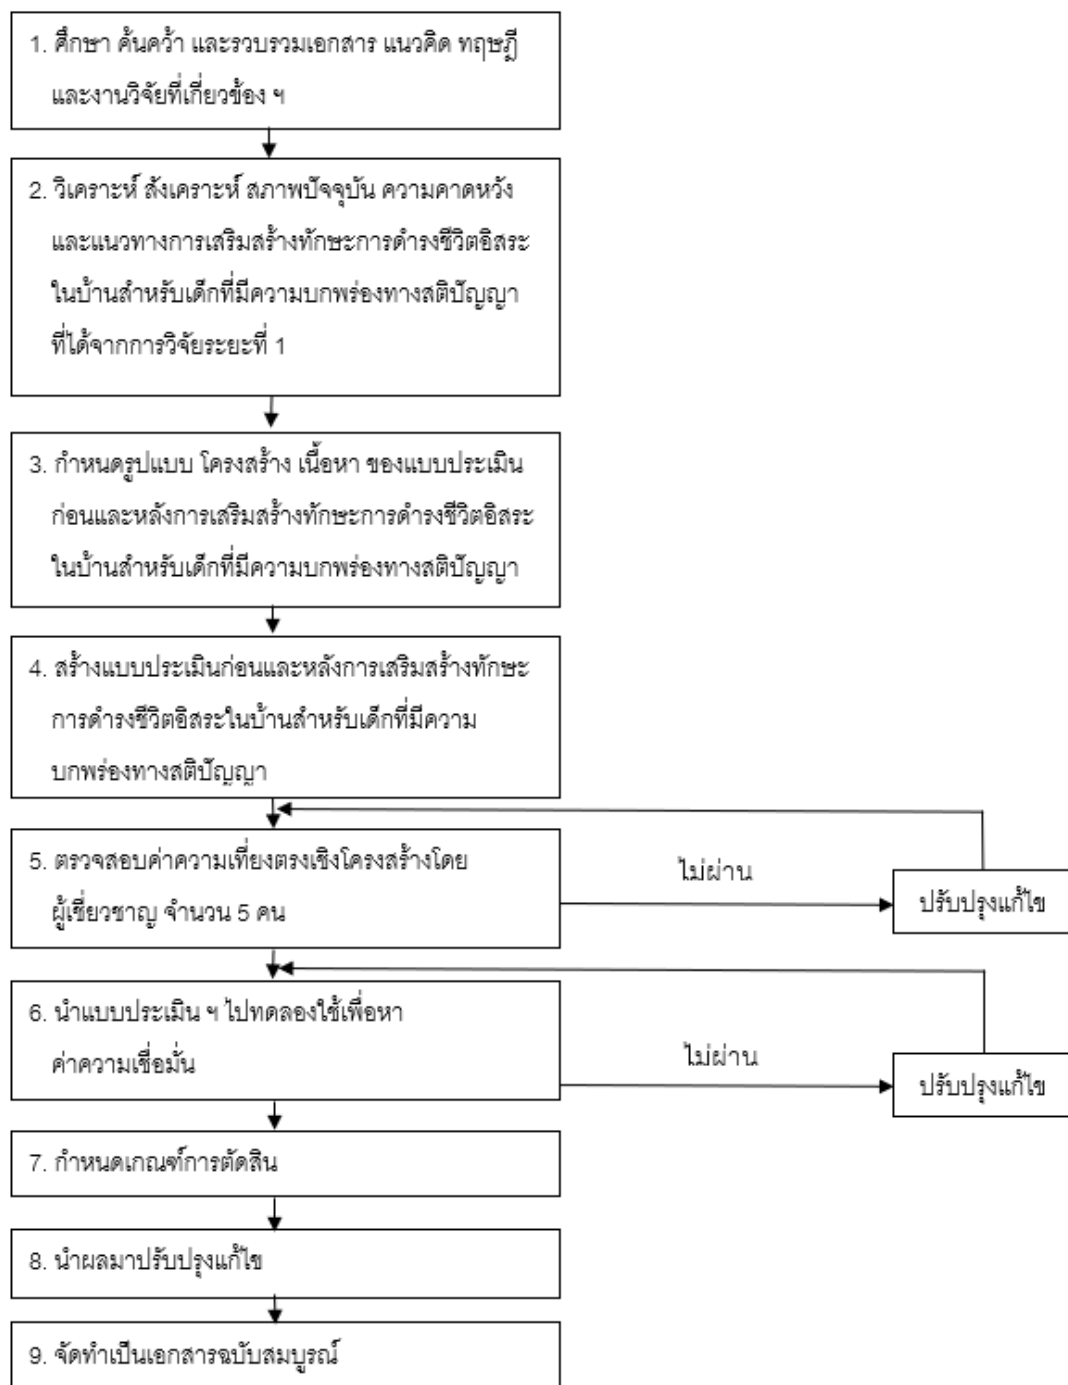 1. ศึกษา ค้นคว้า และรวบรวมเอกสาร แนวคิด ทฤษฎี
และงานวิจัยที่เกี่ยวข้อง ฯ
2. วิเคราะห์ สังเคราะห์ สภาพปัจจุบัน ความคาดหวัง
และแนวทางการเสริมสร้างทักษะการดำรงชีวิตอิสระ
ในบ้านสำหรับเด็กที่มีความบกพร่องทางสติปัญญา
ที่ได้จากการวิจัยระยะที่ 1
3. กำหนดรูปแบบ โครงสร้าง เนื้อหา ของแบบประเมิน
ก่อนและหลังการเสริมสร้างทักษะการดำรงชีวิตอิสระ
ในบ้านสำหรับเด็กที่มีความบกพร่องทางสติปัญญา
4. สร้างแบบประเมินก่อนและหลังการเสริมสร้างทักษะ
การดำรงชีวิตอิสระในบ้านสำหรับเด็กที่มีความ
บกพร่องทางสติปัญญา
5. ตรวจสอบค่าความเที่ยงตรงเชิงโครงสร้างโดย
ผู้เชี่ยวชาญ จำนวน 5 คน
ไม่ผ่าน
ปรับปรุงแก้ไข
6. นำแบบประเมิน ฯ ไปทดลองใช้เพื่อหา
ค่าความเชื่อมั่น
ไม่ผ่าน
ปรับปรุงแก้ไข
7. กำหนดเกณฑ์การตัดสิน
8. นำผลมาปรับปรุงแก้ไข
9. จัดทำเป็นเอกสารฉบับสมบูรณ์